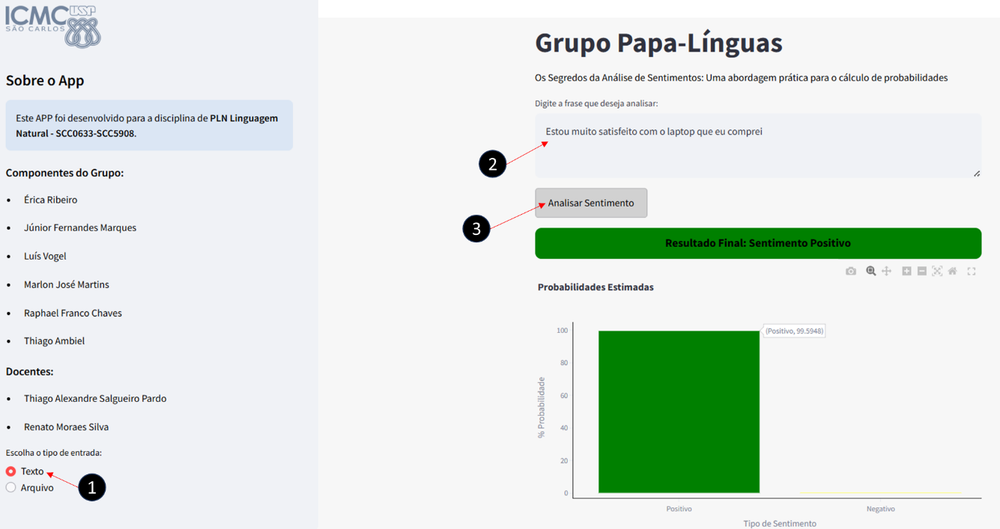 ICMC USP
SÃO CARLOS
Sobre o App
Este APP foi desenvolvido para a disciplina de PLN Linguagem
Natural - SCC0633-SCC5908.
Componentes do Grupo:
• Érica Ribeiro
• Júnior Fernandes Marques
• Luís Vogel
• Marlon José Martins
• Raphael Franco Chaves
• Thiago Ambiel
Docentes:
• Thiago Alexandre Salgueiro Pardo
• Renato Moraes Silva
Escolha o tipo de entrada:
Texto
Arquivo
1
Grupo Papa-Línguas
Os Segredos da Análise de Sentimentos: Uma abordagem prática para o cálculo de probabilidades
Digite a frase que deseja analisar:
Estou muito satisfeito com o laptop que eu comprei
2
Analisar Sentimento
3
Resultado Final: Sentimento Positivo
Probabilidades Estimadas
(Positivo, 99.5948)
100
80
60
40
20
0
% Probabilidade
Positivo
Negativo
Tipo de Sentimento